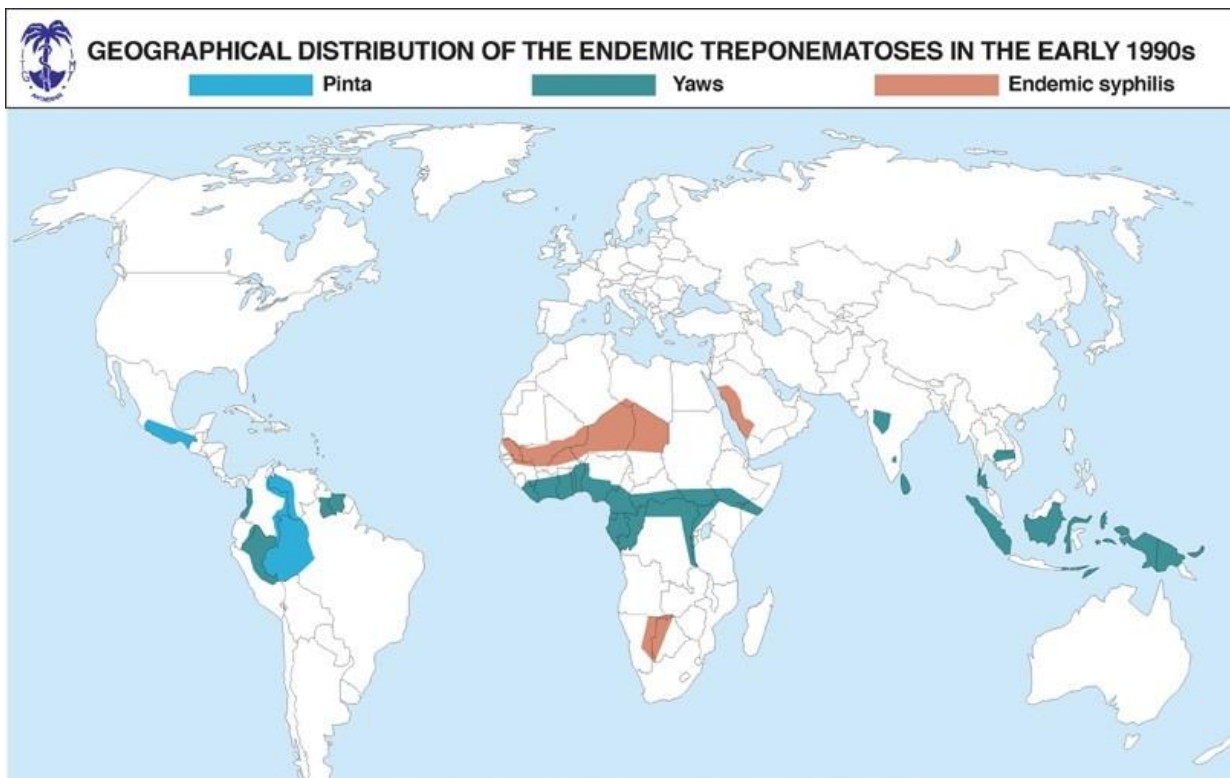 GEOGRAPHICAL DISTRIBUTION OF THE ENDEMIC TREPONEMATOSES IN THE EARLY 1990s
Pinta Yaws Endemic syphilis